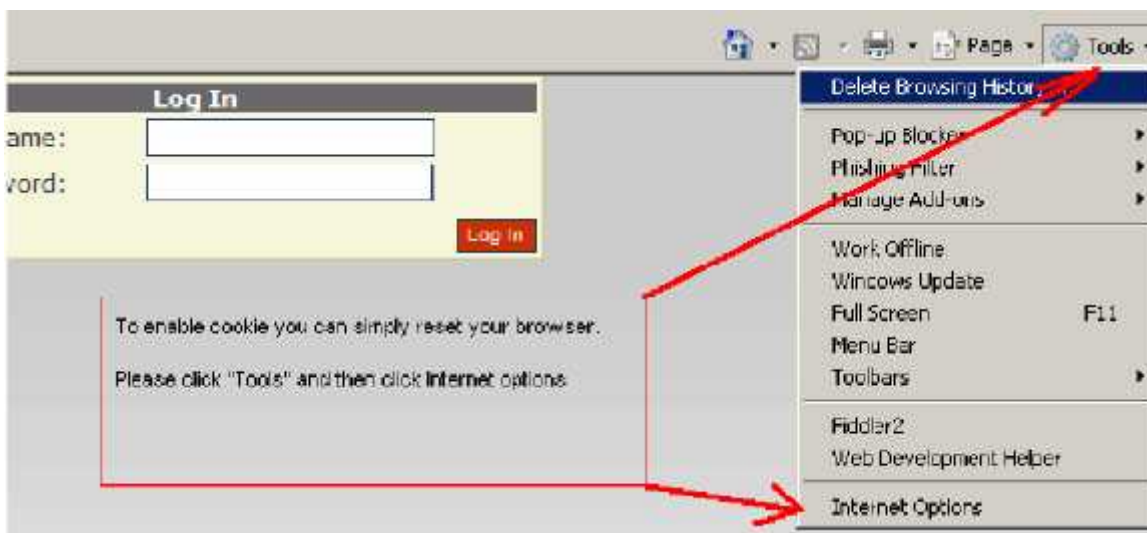 Page
Tools
Log In
ame:
word:
Log In
To enable cookie you can simply reset your browser.
Please click "Tools" and then click Internet options
Delete Browsing History
Pop-up Blocker
Phishing Filter
Manage Add-ons
Work Offline
Windows Update
Full Screen F11
Menu Bar
Toolbars
Fiddler2
Web Development Helper
Internet Options